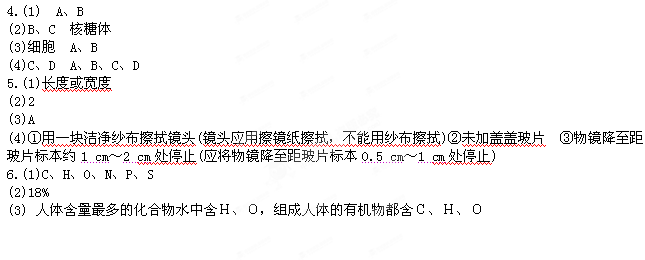 4.(1) A、B
(2)B、C 核糖体
(3)细胞 A、B
(4)C、D A、B、C、D
5.(1)长度或宽度
(2)2
(3)A
(4)①用一块洁净纱布擦拭镜头(镜头应用擦镜纸擦拭，不能用纱布擦拭)②未加盖盖玻片 ③物镜降至距
玻片标本约1 cm～2 cm处停止(应将物镜降至距玻片标本0.5 cm～1 cm处停止)
6.(1)C、H、O、N、P、S
(2)18%
(3) 人体含量最多的化合物水中含H、O，组成人体的有机物都含C、H、O